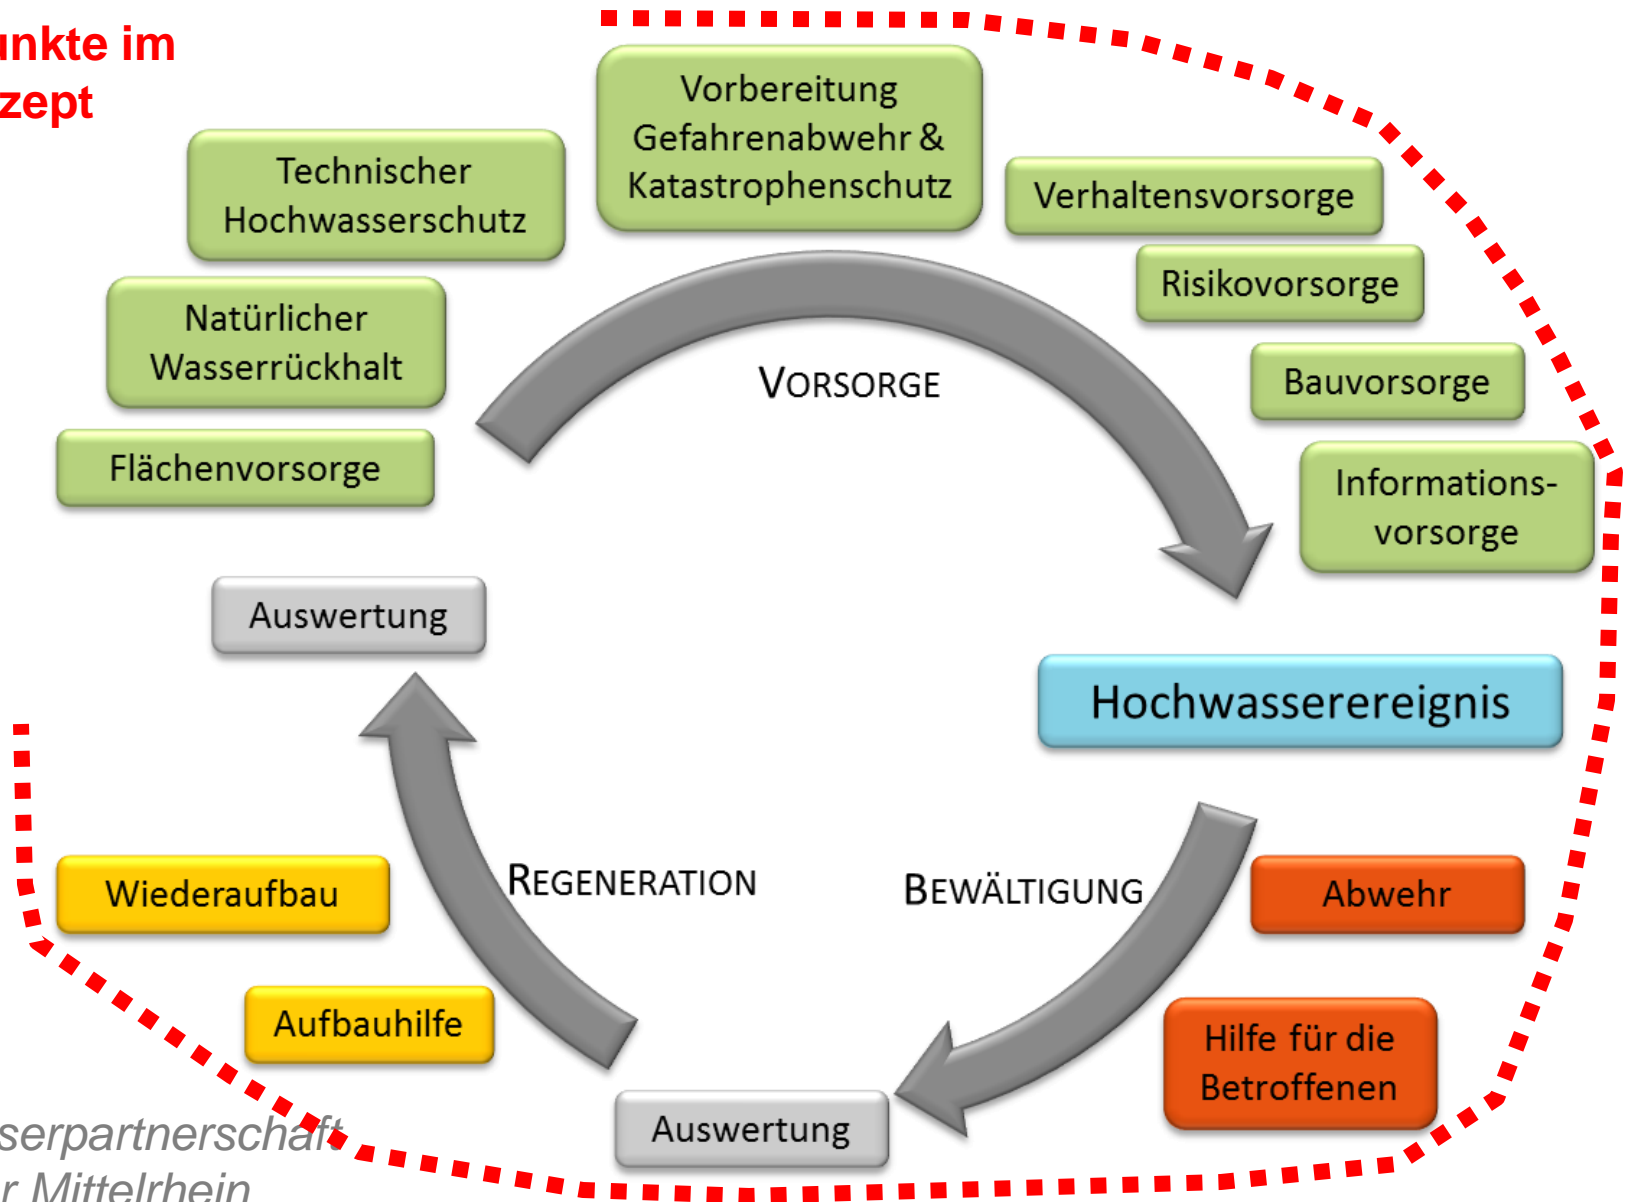 unkte im
zept
Vorbereitung
Gefahrenabwehr &
Katastrophenschutz
Technischer
Hochwasserschutz
Verhaltensvorsorge
Natürlicher
Wasserrückhalt
Risikovorsorge
VORSORGE
Bauvorsorge
Flächenvorsorge
Informations-
vorsorge
Auswertung
Hochwasserereignis
Wiederaufbau
REGENERATION
BEWÄLTIGUNG
Abwehr
Aufbauhilfe
Hilfe für die
Betroffenen
Auswertung
serpartnerschaft
r Mittelrhein